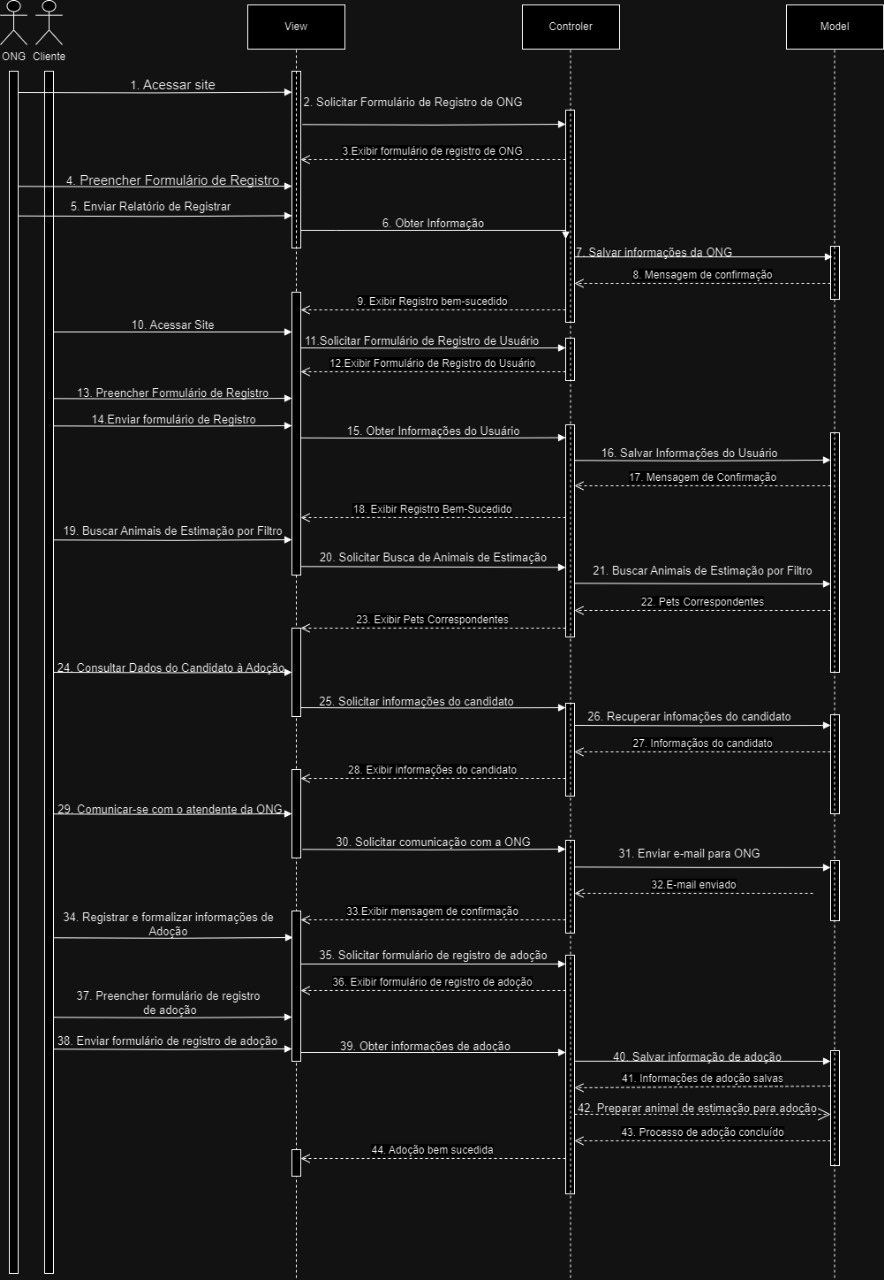 View
Controler
Model
ONG
Cliente
1. Acessar site
2. Solicitar Formulário de Registro de ONG
3.Exibir formulário de registro de ONG
4. Preencher Formulário de Registro
5. Enviar Relatório de Registrar
6. Obter Informação
7. Salvar informações da ONG
8. Mensagem de confirmação
9. Exibir Registro bem-sucedido
10. Acessar Site
11.Solicitar Formulário de Registro de Usuário
12.Exibir Formulário de Registro do Usuário
13. Preencher Formulário de Registro
14.Enviar formulário de Registro
15. Obter Informações do Usuário
16. Salvar Informações do Usuário
17. Mensagem de Confirmação
18. Exibir Registro Bem-Sucedido
19. Buscar Animais de Estimação por Filtro
20. Solicitar Busca de Animais de Estimação
21. Buscar Animais de Estimação por Filtro
22. Pets Correspondentes
23. Exibir Pets Correspondentes
24. Consultar Dados do Candidato à Adoção
25. Solicitar informações do candidato
26. Recuperar infomações do candidato
27. Informaçãos do candidato
28. Exibir informações do candidato
29. Comunicar-se com o atendente da ONG
30. Solicitar comunicação com a ONG
31. Enviar e-mail para ONG
32.E-mail enviado
33.Exibir mensagem de confirmação
34. Registrar e formalizar informações de
Adoção
35. Solicitar formulário de registro de adoção
36. Exibir formulário de registro de adoção
37. Preencher formulário de registro
de adoção
38. Enviar formulário de registro de adoção
39. Obter informações de adoção
40. Salvar informação de adoção
41. Informações de adoção salvas
42. Preparar animal de estimação para adoção
43. Processo de adoção concluído
44. Adoção bem sucedida